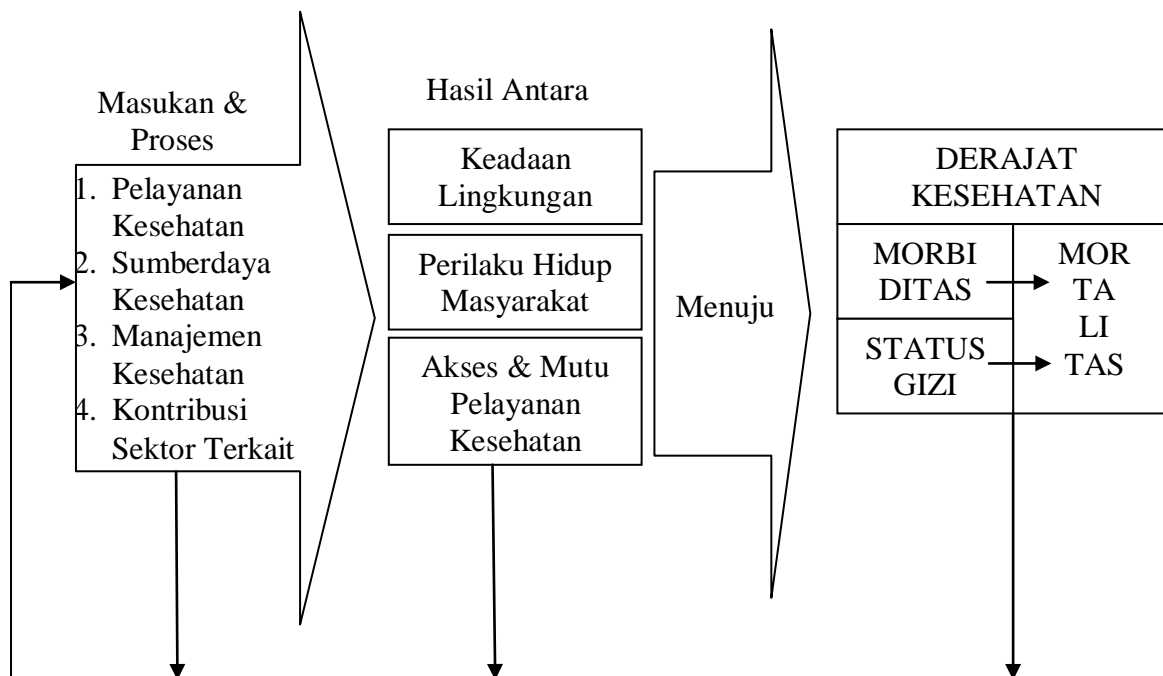 Masukan &
Proses
1. Pelayanan
Kesehatan
2. Sumberdaya
Kesehatan
3. Manajemen
Kesehatan
4. Kontribusi
Sektor Terkait
Hasil Antara
Keadaan
Lingkungan
Perilaku Hidup
Masyarakat
Akses & Mutu
Pelayanan
Kesehatan
Menuju
DERAJAT
KESEHATAN
MORBI
DITAS
STATUS
GIZI
MOR
TA
LI
TAS